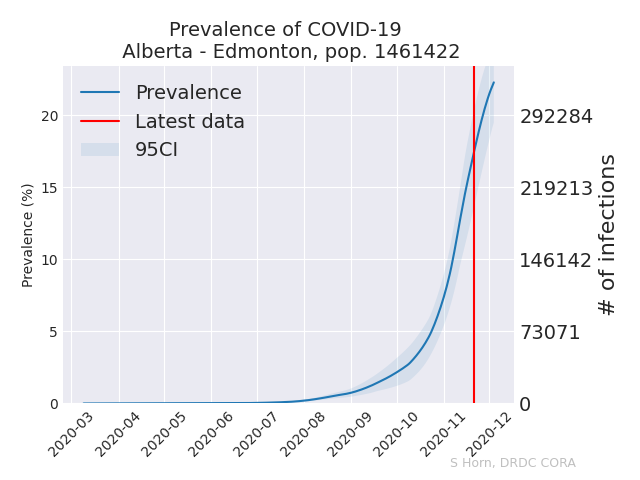 Prevalence of COVID-19
Alberta - Edmonton, pop. 1461422
Prevalence
Latest data
95CI
Prevalence (%)
20
15
10
5
0
292284
219213
146142
73071
0
# of infections
2020-03
2020-04
2020-05
2020-06
2020-07
2020-08
2020-09
2020-10
2020-11
2020-12
S Horn, DRDC CORA